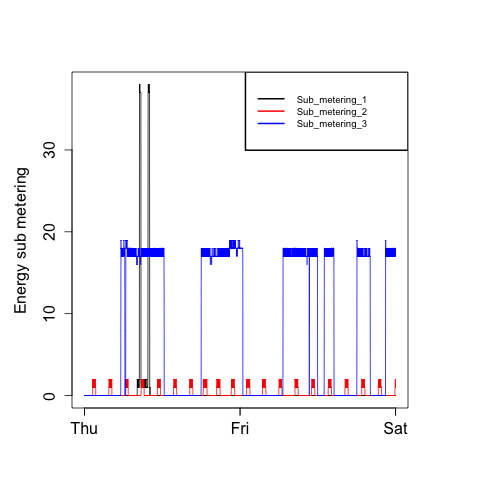 Sub_metering_1
Sub_metering_2
Sub_metering_3
Energy sub metering
30
20
10
0
Thu Fri Sat